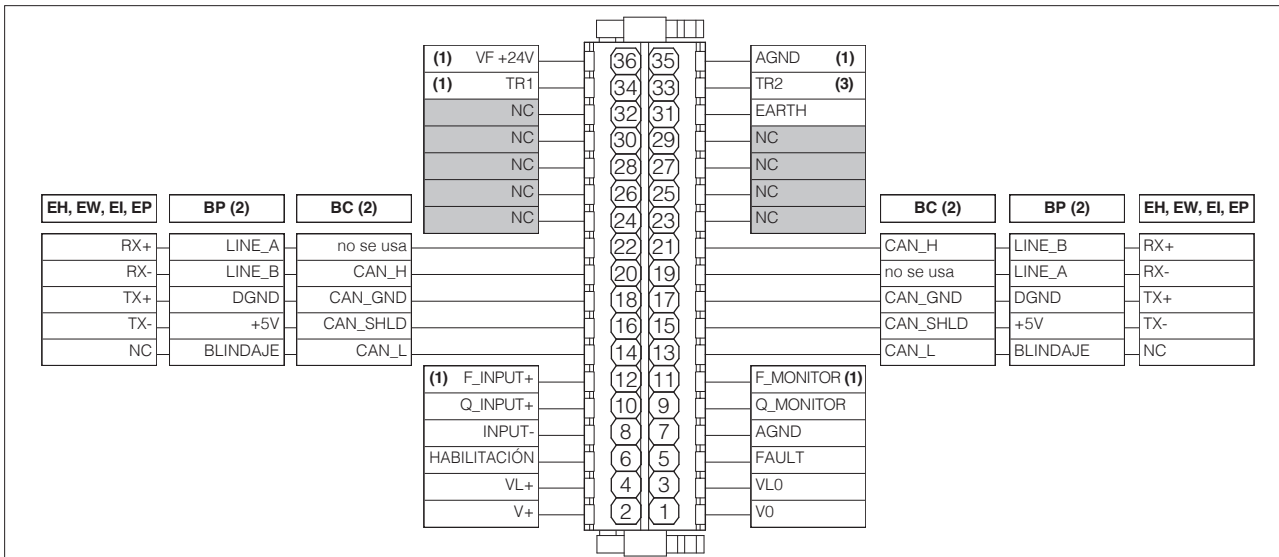 (1) VF +24V 36 35 AGND (1)
(1) TR1 34 33 TR2 (3)
NC 32 31 EARTH
NC 30 29 NC
NC 28 27 NC
NC 26 25 NC
EH, EW, EI, EP BP (2) BC (2) NC 24 23 NC BC (2) BP (2) EH, EW, EI, EP
RX+ LINE_A no se usa 22 21 CAN_H LINE_B RX+
RX- LINE_B CAN_H 20 19 no se usa LINE_A RX-
TX+ DGND CAN_GND 18 17 CAN_GND DGND TX+
TX- +5V CAN_SHLD 16 15 CAN_SHLD +5V TX-
NC BLINDAJE CAN_L 14 13 CAN_L BLINDAJE NC
(1) F_INPUT+ 12 11 F_MONITOR (1)
Q_INPUT+ 10 9 Q_MONITOR
INPUT- 8 7 AGND
HABILITACIÓN 6 5 FAULT
VL+ 4 3 VL0
V+ 2 1 V0